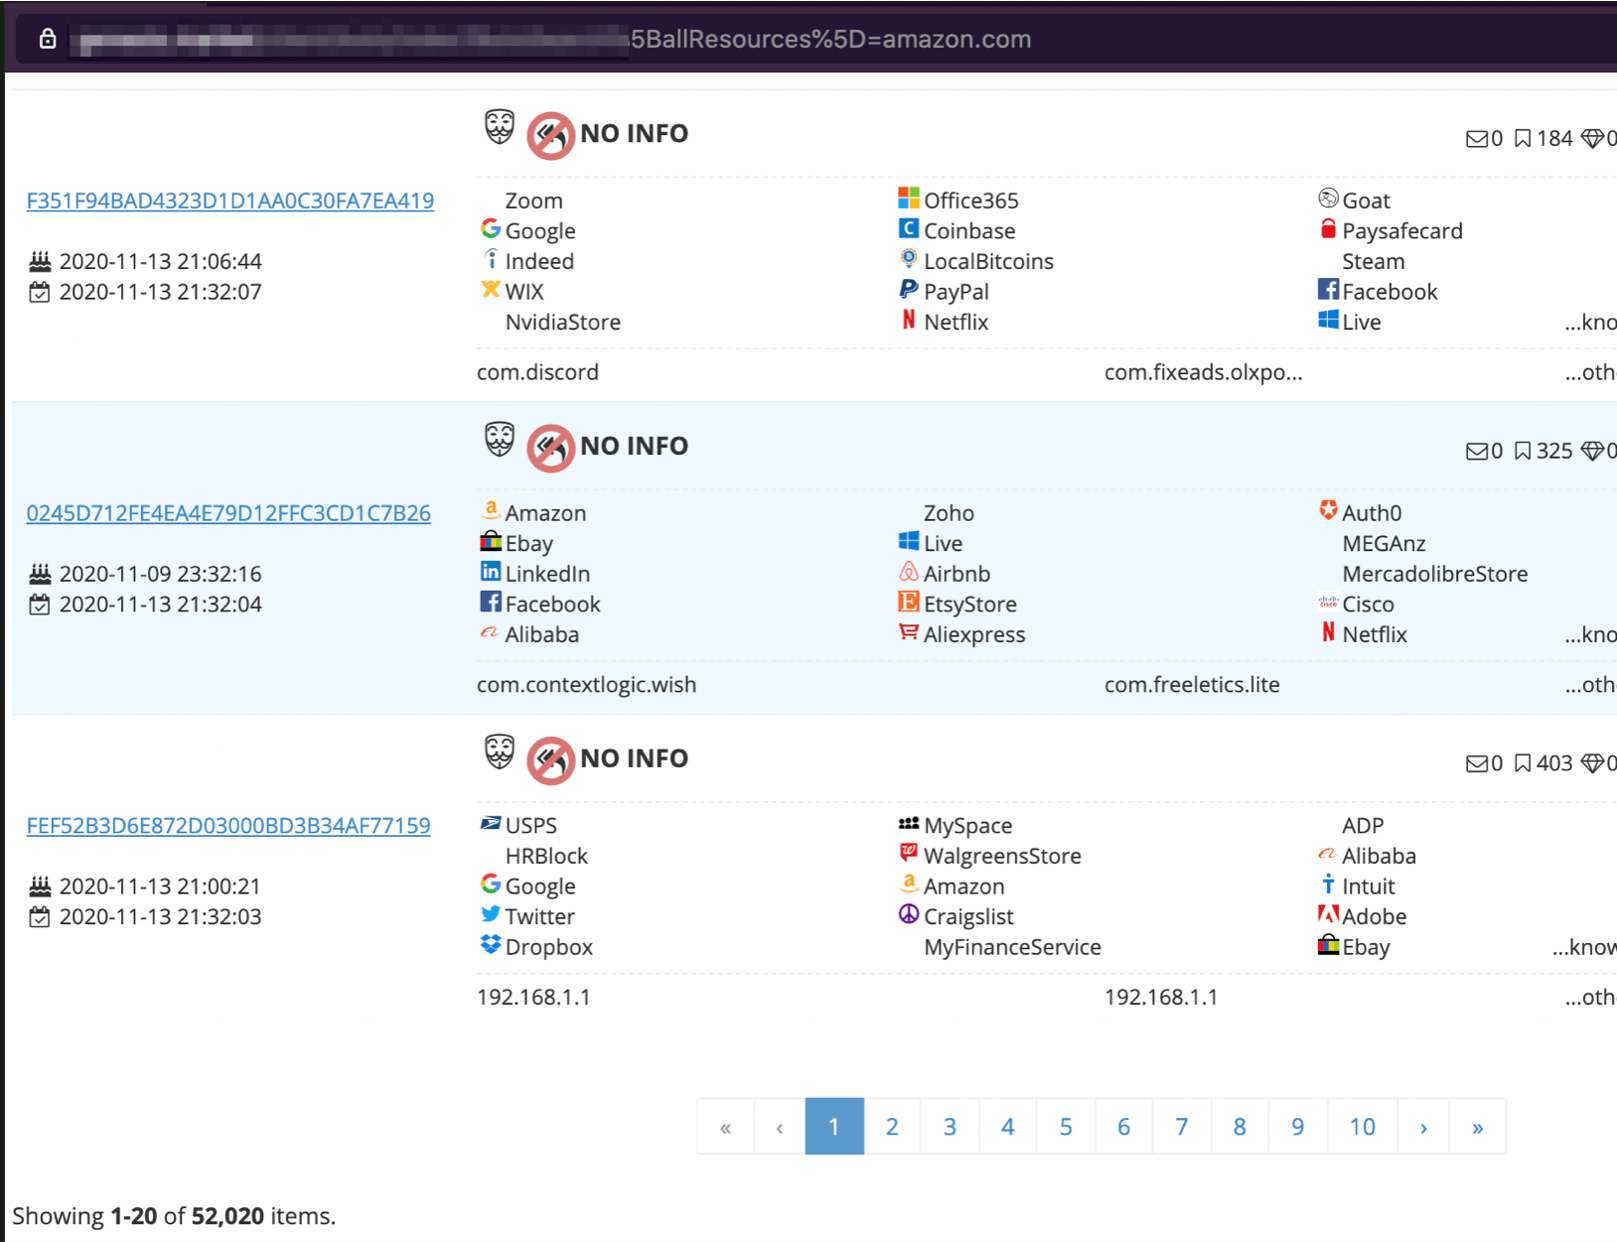 5BallResources%5D=amazon.com
NO INFO
0 184 0
F351F94BAD4323D1D1AA0C30FA7EA419
2020-11-13 21:06:44
2020-11-13 21:32:07
Zoom Office365 Goat
Google Coinbase Paysafecard
Indeed LocalBitcoins Steam
WIX PayPal Facebook
NvidiaStore Netflix Live ...kno
com.discord com.fixeads.olxpo... ...oth
NO INFO
0 325 0
0245D712FE4EA4E79D12FFC3CD1C7B26
2020-11-09 23:32:16
2020-11-13 21:32:04
Amazon Zoho Auth0
Ebay Live MEGAnz
LinkedIn Airbnb MercadolibreStore
Facebook EtsyStore Cisco
Alibaba Aliexpress Netflix ...kno
com.contextlogic.wish com.freeletics.lite ...oth
NO INFO
0 403 0
FEF52B3D6E872D03000BD3B34AF77159
2020-11-13 21:00:21
2020-11-13 21:32:03
USPS MySpace ADP
HRBlock WalgreensStore Alibaba
Google Amazon Intuit
Twitter Craigslist Adobe
Dropbox MyFinanceService Ebay ...know
192.168.1.1 192.168.1.1 ...oth
« ‹ 1 2 3 4 5 6 7 8 9 10 › »
Showing 1-20 of 52,020 items.